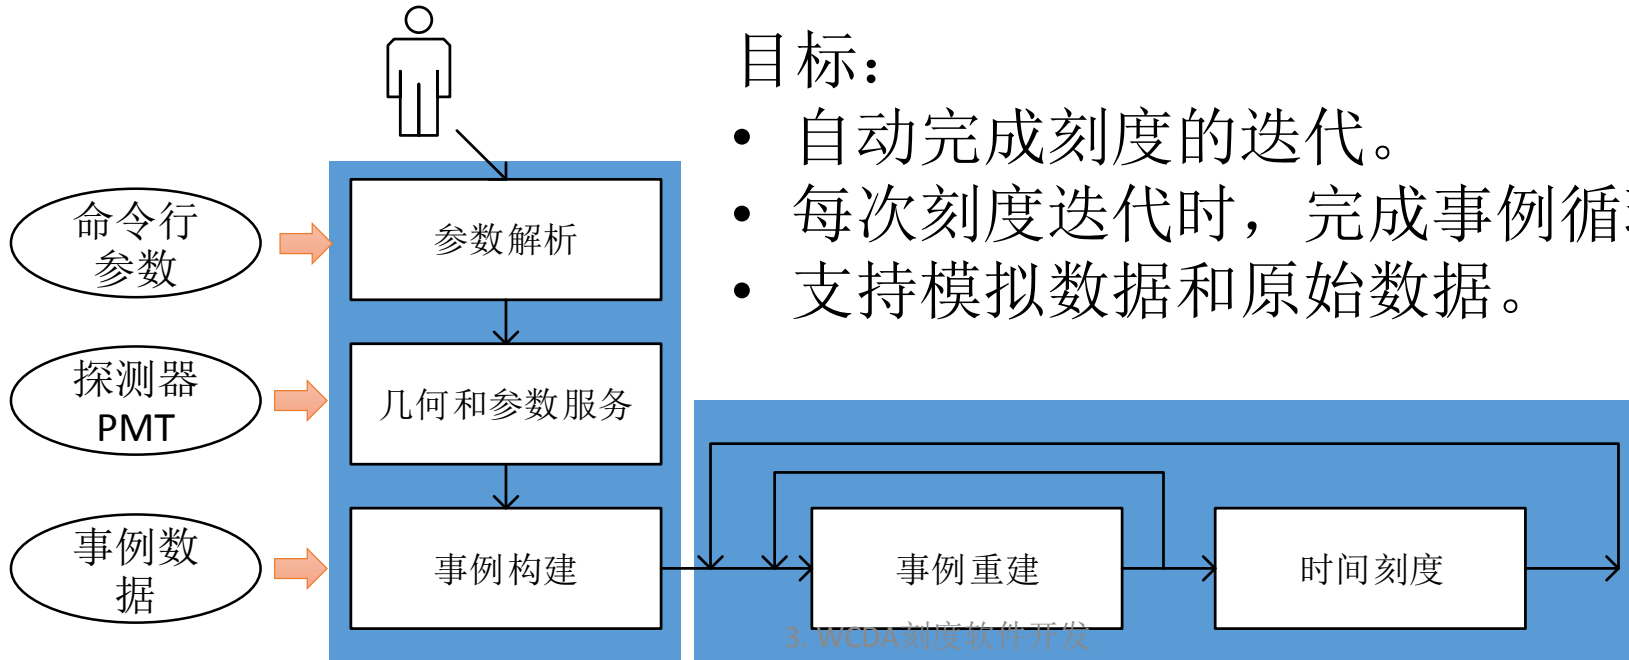 目标：
• 自动完成刻度的迭代。
• 每次刻度迭代时，完成事例循
• 支持模拟数据和原始数据。
命令行
参数
参数解析
探测器
PMT
几何和参数服务
事例数
据
事例构建
事例重建
时间刻度
3. WCDA刻度软件开发